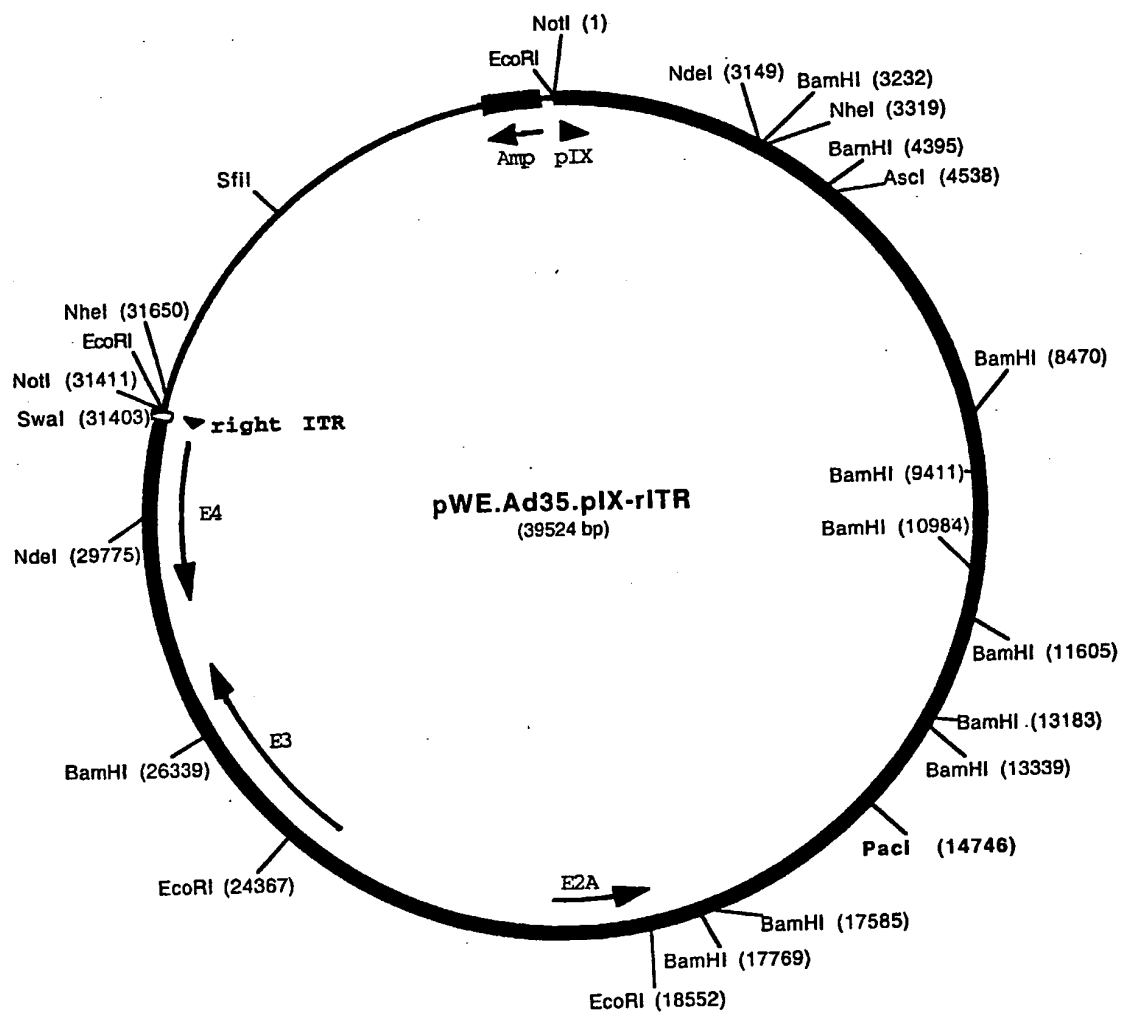 NotI (1)
EcoRI
NdeI (3149)
BamHI (3232)
NheI (3319)
BamHI (4395)
AscI (4538)
Amp
pIX
SfiI
NheI (31650)
EcoRI
NotI (31411)
SwaI (31403)
right ITR
BamHI (8470)
BamHI (9411)
pWE.Ad35.pIX-rITR
(39524 bp)
BamHI (10984)
E4
NdeI (29775)
BamHI (11605)
BamHI (13183)
E3
BamHI (26339)
BamHI (13339)
PacI (14746)
EcoRI (24367)
E2A
BamHI (17585)
BamHI (17769)
EcoRI (18552)